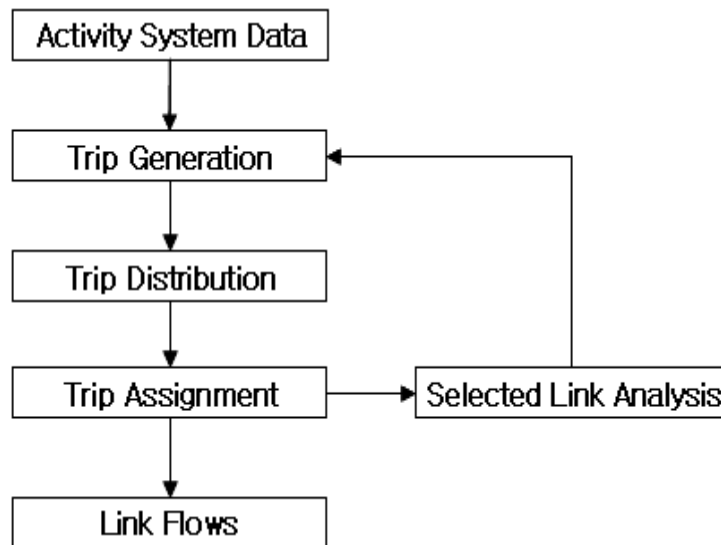 Activity System Data
Trip Generation
Trip Distribution
Trip Assignment
Selected Link Analysis
Link Flows